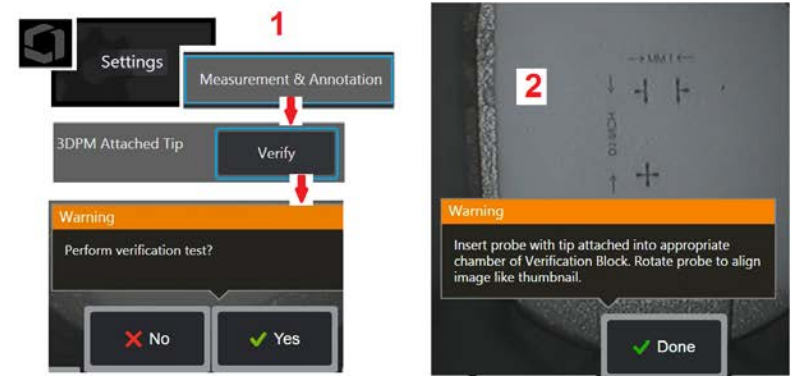 1
Settings
Measurement & Annotation
3DPM Attached Tip
Verify
Warning
Perform verification test?
No
Yes
2
Warning
Insert probe with tip attached into appropriate
chamber of Verification Block. Rotate probe to align
image like thumbnail.
Done